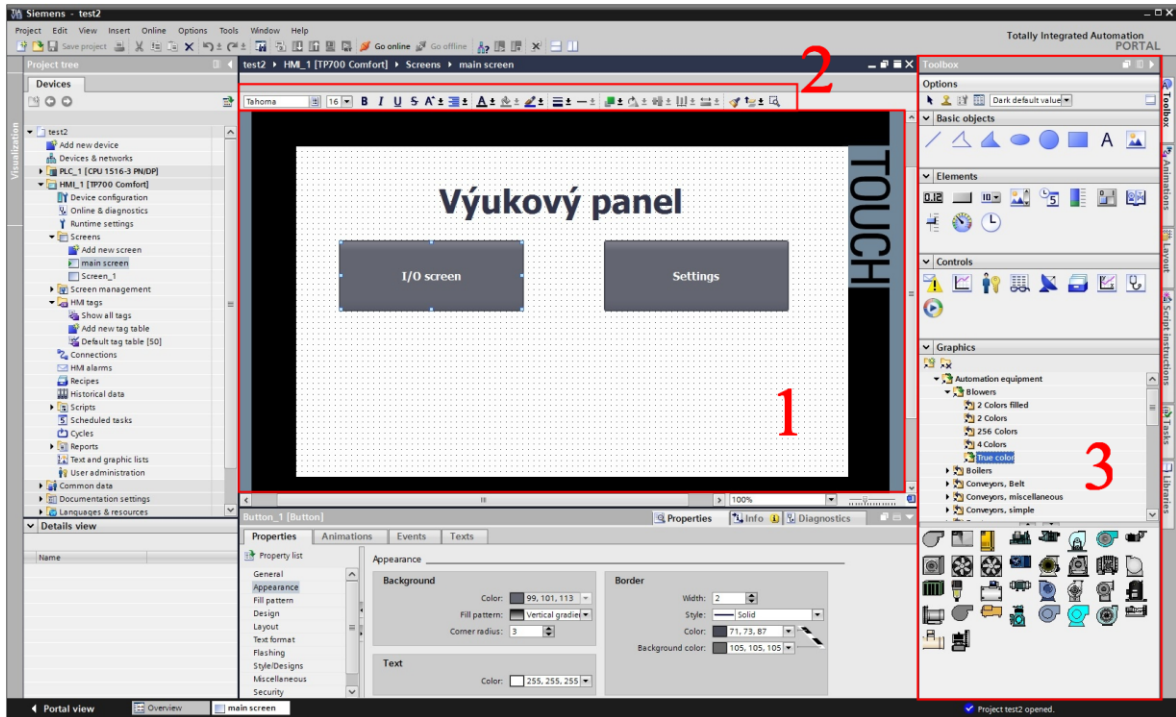 Siemens - test2
Project Edit View Insert Online Options Tools Window Help
Save project Go online Go offline
Totally Integrated Automation
PORTAL
Project tree
Devices
Visualization
test2
Add new device
Devices & networks
PLC_1 [CPU 1516-3 PN/DP]
HMI_1 [TP700 Comfort]
Device configuration
Online & diagnostics
Runtime settings
Screens
Add new screen
main screen
Screen_1
Screen management
HMI tags
Show all tags
Add new tag table
Default tag table [50]
Connections
HMI alarms
Recipes
Historical data
Scripts
Scheduled tasks
Cycles
Reports
Text and graphic lists
User administration
Common data
Documentation settings
Languages & resources
Details view
Name
test2 HMI_1 [TP700 Comfort] Screens main screen
2
Tahoma 16 B I U S A A
Výukový panel
I/O screen Settings
TOUCH
1
100%
Button_1 [Button]
Properties Info Diagnostics
Properties Animations Events Texts
Property list
General
Appearance
Fill pattern
Design
Layout
Text format
Flashing
Style/Designs
Miscellaneous
Security
Appearance
Background
Color: 99, 101, 113
Fill pattern: Vertical gradie
Corner radius: 3
Text
Color: 255, 255, 255
Border
Width: 2
Style: Solid
Color: 71, 73, 87
Background color: 105, 105, 105
Toolbox
Options
Dark default value
Basic objects
A
Elements
0.12 10 5
Controls
Graphics
Automation equipment
Blowers
2 Colors filled
2 Colors
256 Colors
4 Colors
True color
Boilers
Conveyors, Belt
Conveyors, miscellaneous
Conveyors, simple
3
Toolbox
Animations
Layout
Script instructions
Tasks
Libraries
Portal view Overview main screen
Project test2 opened.